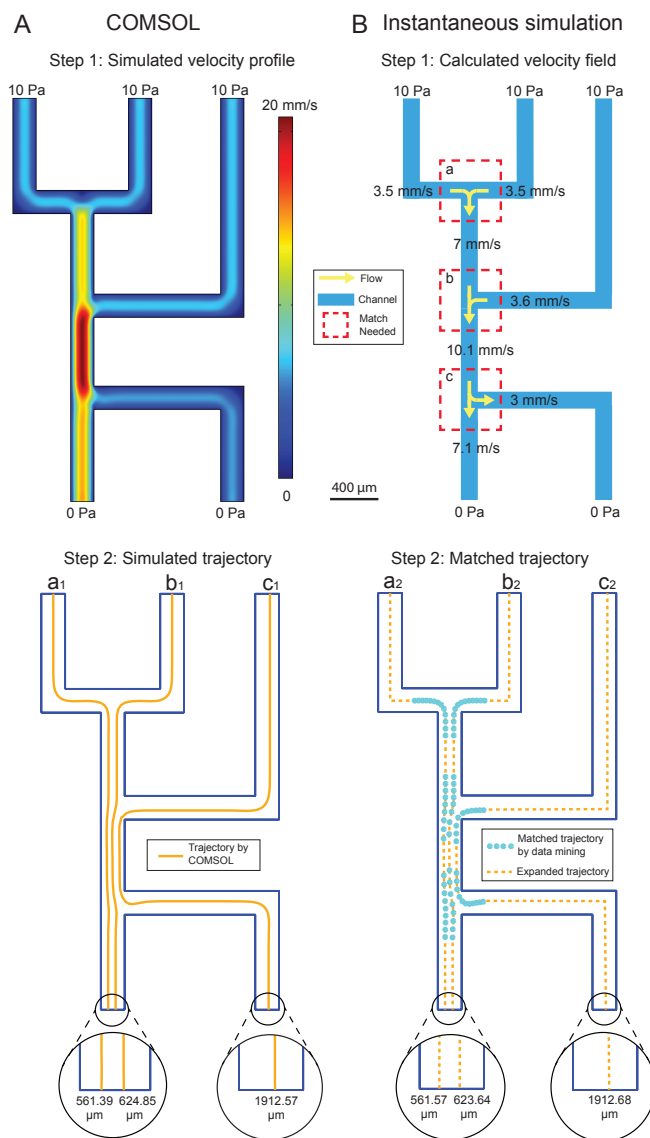 A COMSOL
Step 1: Simulated velocity profile
10 Pa 10 Pa 10 Pa
20 mm/s
0
0 Pa 0 Pa
B Instantaneous simulation
Step 1: Calculated velocity field
10 Pa 10 Pa 10 Pa
a
3.5 mm/s 3.5 mm/s
7 mm/s
b
3.6 mm/s
10.1 mm/s
c
3 mm/s
7.1 m/s
0 Pa 0 Pa
Flow
Channel
Match
Needed
400 µm
Step 2: Simulated trajectory
a1 b1 c1
Trajectory by
COMSOL
561.39 624.85
µm µm
1912.57
µm
Step 2: Matched trajectory
a2 b2 c2
Matched trajectory
by data mining
Expanded trajectory
561.57 623.64
µm µm
1912.68
µm